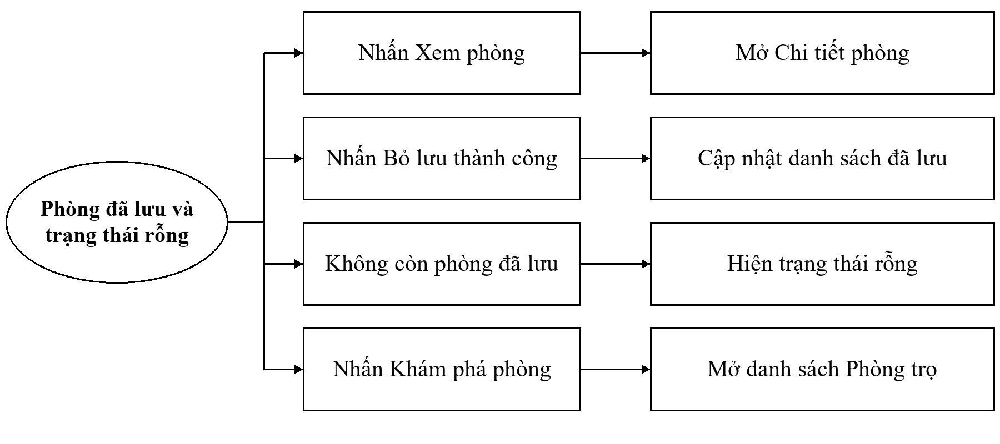 Nhấn Xem phòng
Mở Chi tiết phòng
Nhấn Bỏ lưu thành công
Cập nhật danh sách đã lưu
Phòng đã lưu và
trạng thái rỗng
Không còn phòng đã lưu
Hiện trạng thái rỗng
Nhấn Khám phá phòng
Mở danh sách Phòng trọ